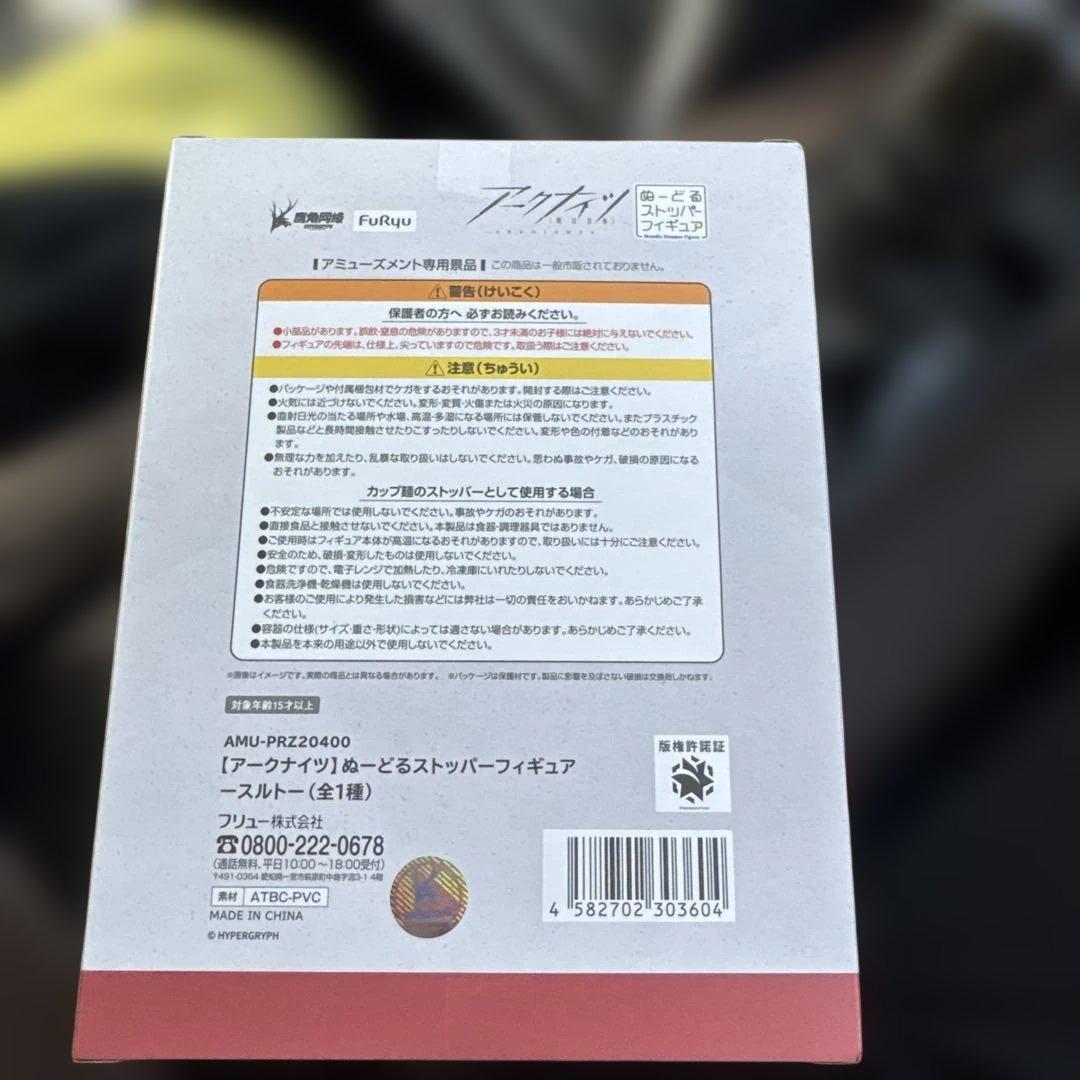 鹿角网络
FuRyu
アークナイツ
ぬーどる
ストッパー
フィギュア
アミューズメント専用景品 この商品は一般市販されておりません。
⚠警告(けいこく)
保護者の方へ 必ずお読みください。
●小部品があります。誤飲・窒息の危険がありますので、3才未満のお子様には絶対に与えないでください。
●フィギュアの先端は、仕様上、尖っていますので危険です。取扱う際はご注意ください。
⚠注意(ちゅうい)
●パッケージや付属梱包材でケガをするおそれがあります。開封する際はご注意ください。
●火気には近づけないでください。変形・変質・火傷または火災の原因になります。
●直射日光の当たる場所や水場、高温・多湿になる場所には保管しないでください。またプラスチック
製品などと長時間接触させたりこすったりしないでください。変形や色の付着などのおそれがあり
ます。
●無理な力を加えたり、乱暴な取り扱いはしないでください。思わぬ事故やケガ、破損の原因になる
おそれがあります。
カップ麺のストッパーとして使用する場合
●不安定な場所では使用しないでください。事故やケガのおそれがあります。
●直接食品と接触させないでください。本製品は食器・調理器具ではありません。
●ご使用時はフィギュア本体が高温になるおそれがありますので、取り扱いには十分にご注意ください。
●安全のため、破損・変形したものは使用しないでください。
●危険ですので、電子レンジで加熱したり、冷凍庫にいれたりしないでください。
●食器洗浄機・乾燥機は使用しないでください。
●お客様のご使用により発生した損害などには弊社は一切の責任をおいかねます。あらかじめご了承
ください。
●容器の仕様(サイズ・重さ・形状)によっては適さない場合があります。あらかじめご了承ください。
●本製品を本来の用途以外で使用しないでください。
※画像はイメージです。実際の商品とは異なる場合があります。 ※パッケージは保護材です。製品に影響を及ぼさない破損は交換致しかねます。
対象年齢15才以上
AMU-PRZ20400
【アークナイツ】ぬーどるストッパーフィギュア
ースルトー(全1種)
版権許諾証
フリュー株式会社
☎0800-222-0678
(通話無料、平日10:00~18:00受付)
〒491-0364 愛知県一宮市萩原町中島字流3-1 4階
素材 ATBC-PVC
MADE IN CHINA
© HYPERGRYPH
4 582702 303604